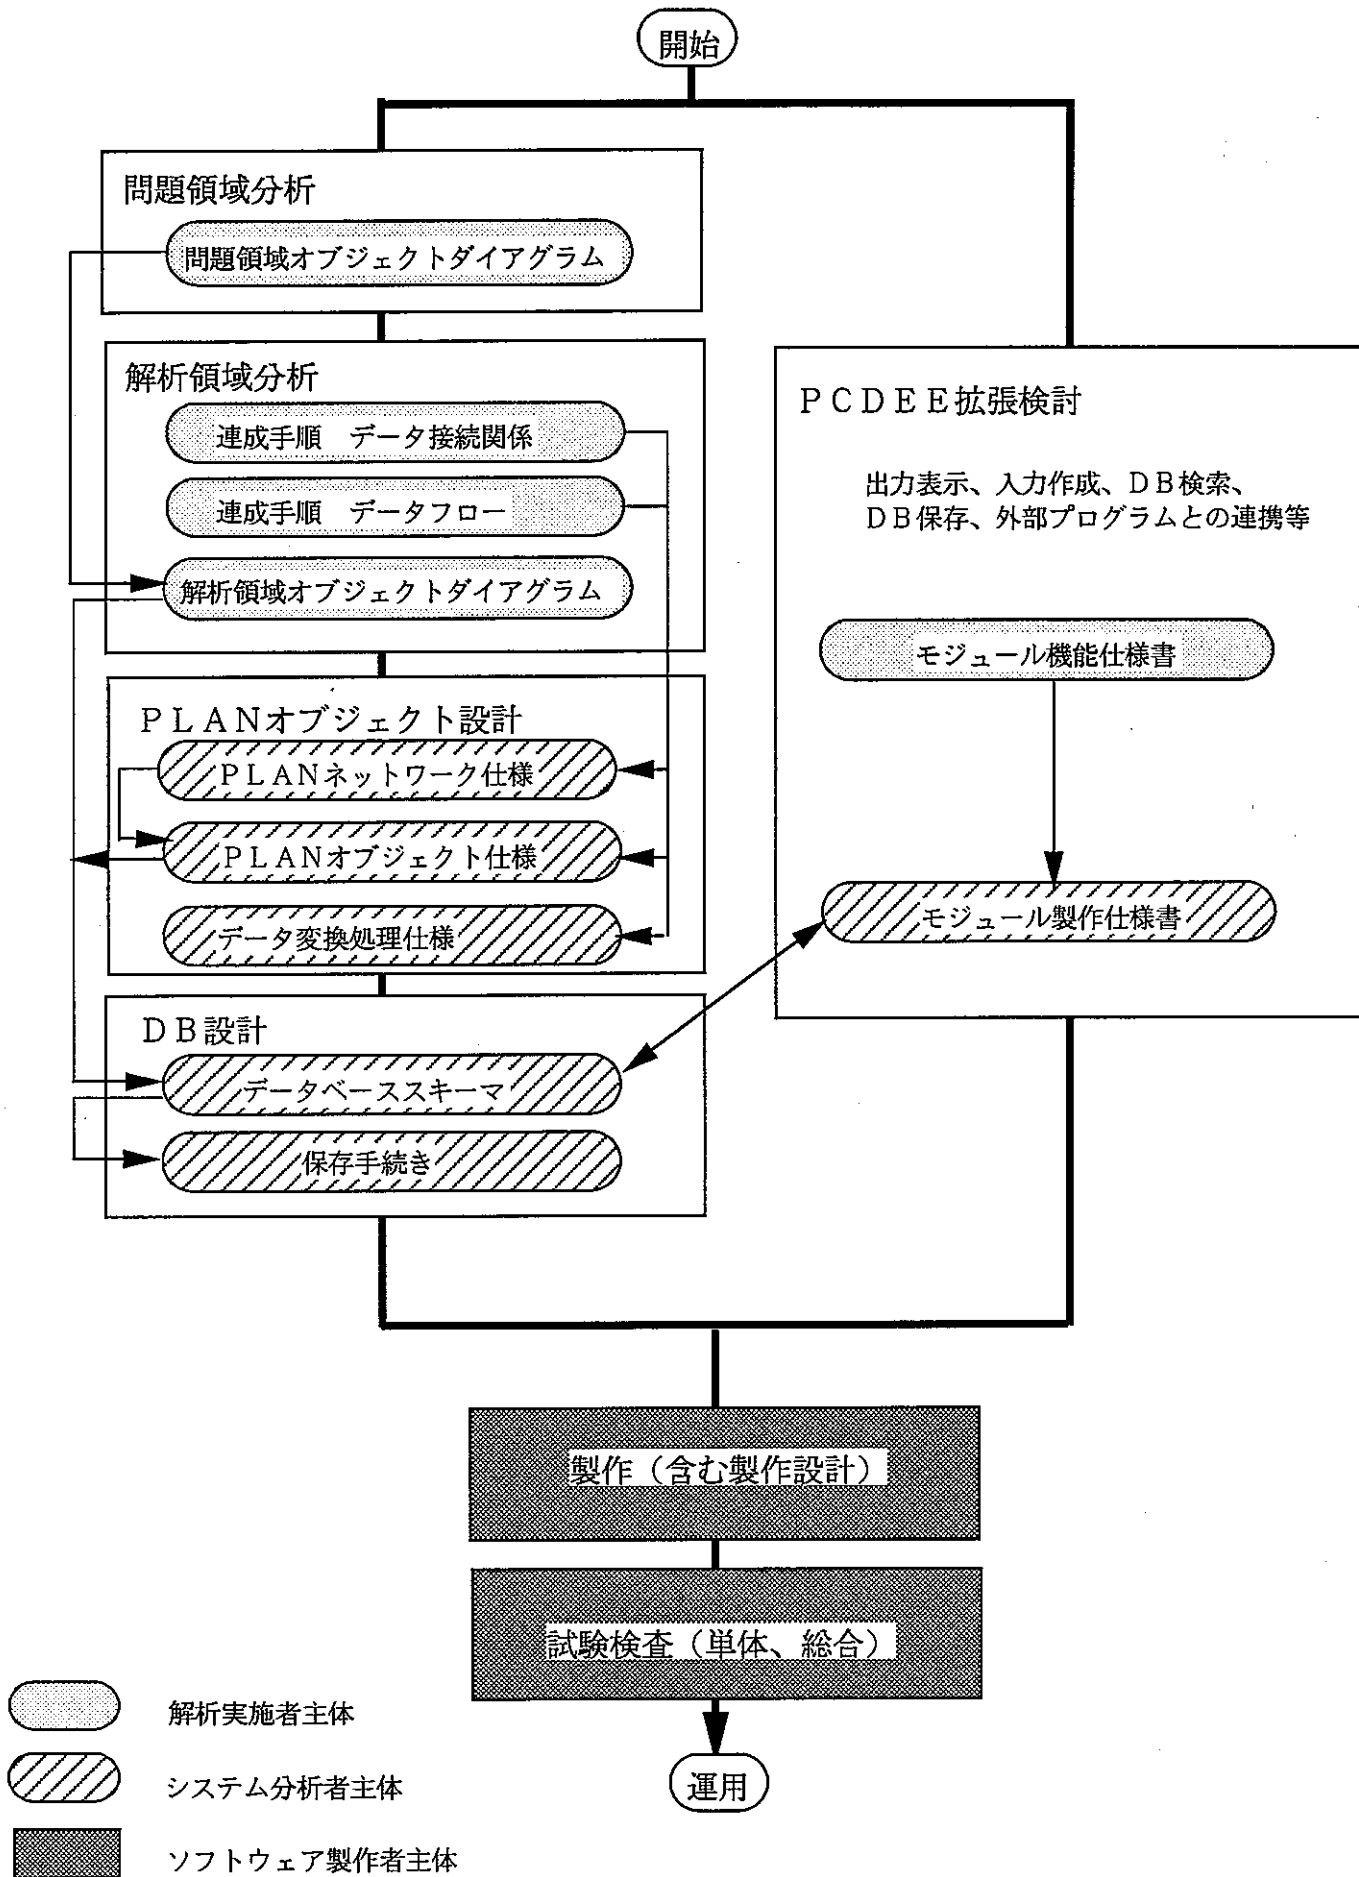 開始
問題領域分析
問題領域オブジェクトダイアグラム
解析領域分析
連成手順　データ接続関係
連成手順　データフロー
解析領域オブジェクトダイアグラム
ＰＬＡＮオブジェクト設計
ＰＬＡＮネットワーク仕様
ＰＬＡＮオブジェクト仕様
データ変換処理仕様
ＤＢ設計
データベーススキーマ
保存手続き
ＰＣＤＥＥ拡張検討
出力表示、入力作成、ＤＢ検索、
ＤＢ保存、外部プログラムとの連携等
モジュール機能仕様書
モジュール製作仕様書
製作（含む製作設計）
試験検査（単体、総合）
運用
解析実施者主体
システム分析者主体
ソフトウェア製作者主体